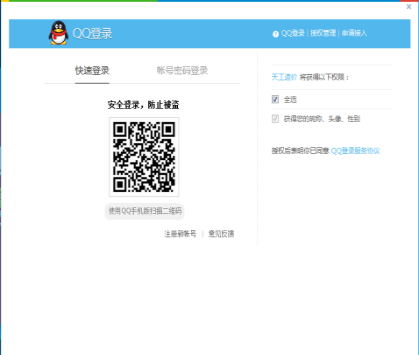 QQ登录
QQ登录 | 授权管理 | 申请接入
快速登录
帐号密码登录
安全登录，防止被盗
使用QQ手机版扫描二维码
注册新帐号 | 意见反馈
天工造价 将获得以下权限：
全选
获得您的昵称、头像、性别
授权后表明你已同意 QQ登录服务协议